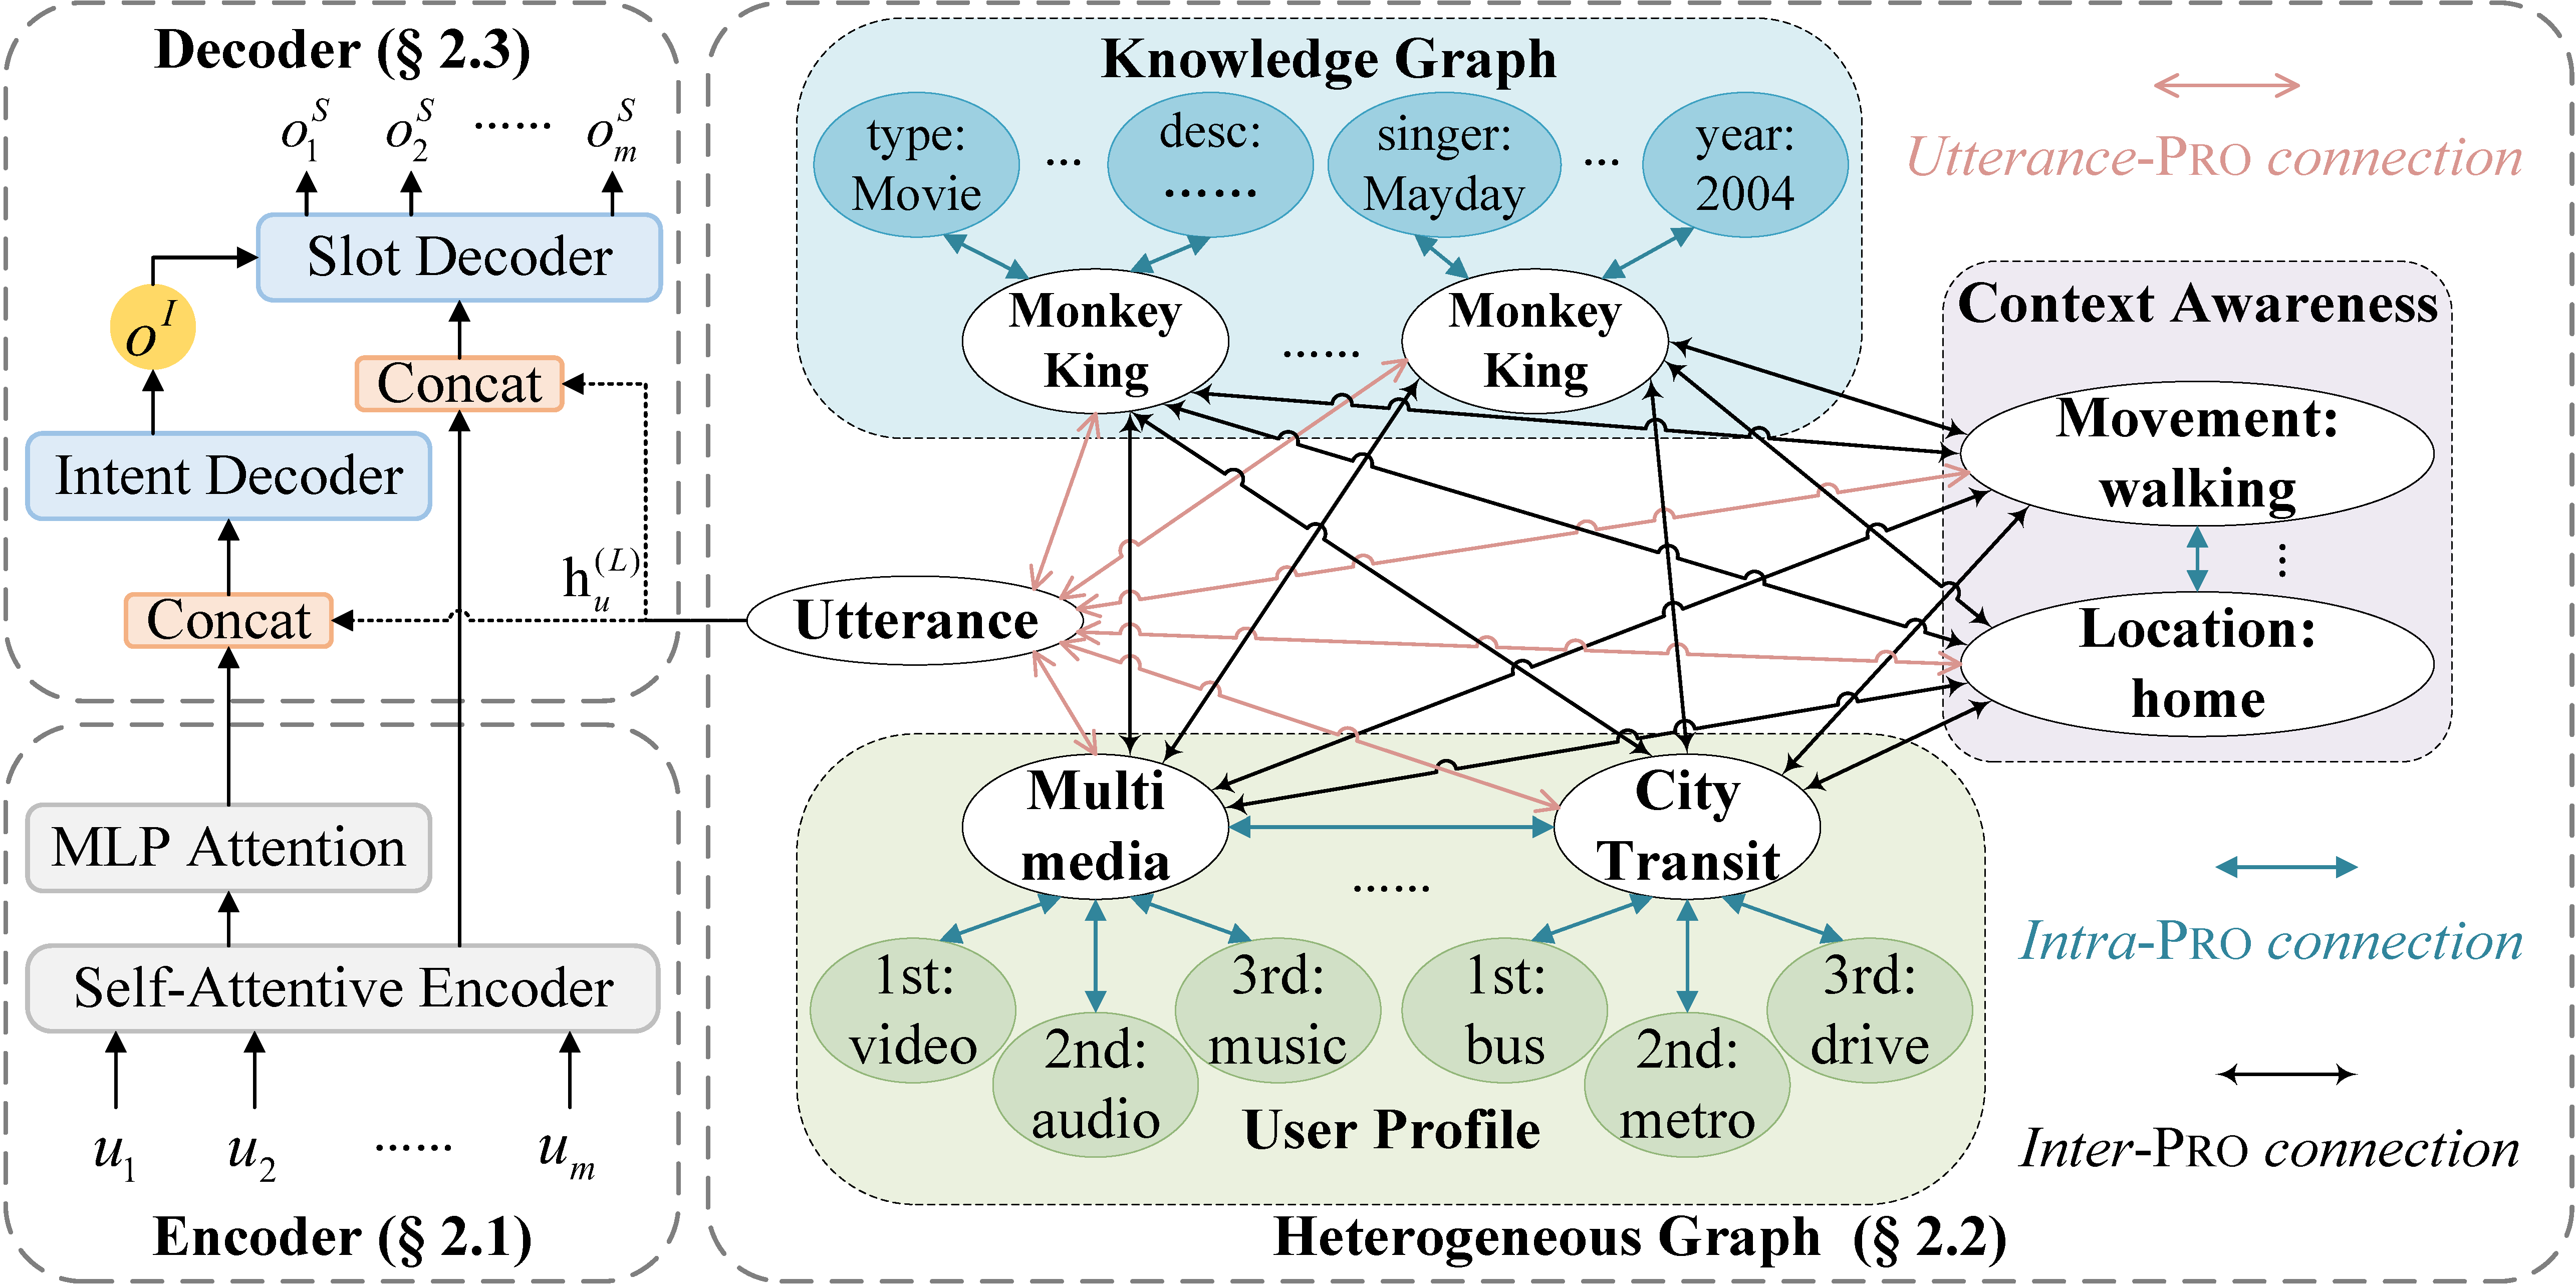 Decoder (§ 2.3)
o_1^S o_2^S ······ o_m^S
Slot Decoder
o^I
Concat
Intent Decoder
h_u^{(L)}
Concat
MLP Attention
Self-Attentive Encoder
u_1 u_2 ······ u_m
Encoder (§ 2.1)
Knowledge Graph
type:
Movie
...
desc:
······
singer:
Mayday
...
year:
2004
Monkey
King
······
Monkey
King
Utterance
Context Awareness
Movement:
walking
...
Location:
home
Multi
media
······
City
Transit
1st:
video
2nd:
audio
3rd:
music
1st:
bus
2nd:
metro
3rd:
drive
User Profile
Heterogeneous Graph (§ 2.2)
Utterance-PRO connection
Intra-PRO connection
Inter-PRO connection